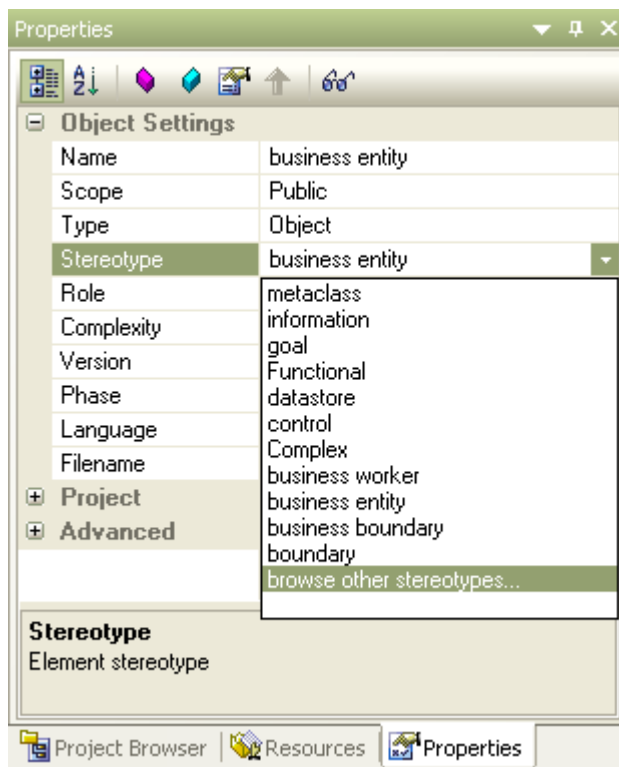 Properties
Object Settings
Name business entity
Scope Public
Type Object
Stereotype business entity
Role
Complexity
Version
Phase
Language
Filename
Project
Advanced
metaclass
information
goal
Functional
datastore
control
Complex
business worker
business entity
business boundary
boundary
browse other stereotypes...
Stereotype
Element stereotype
Project Browser Resources Properties